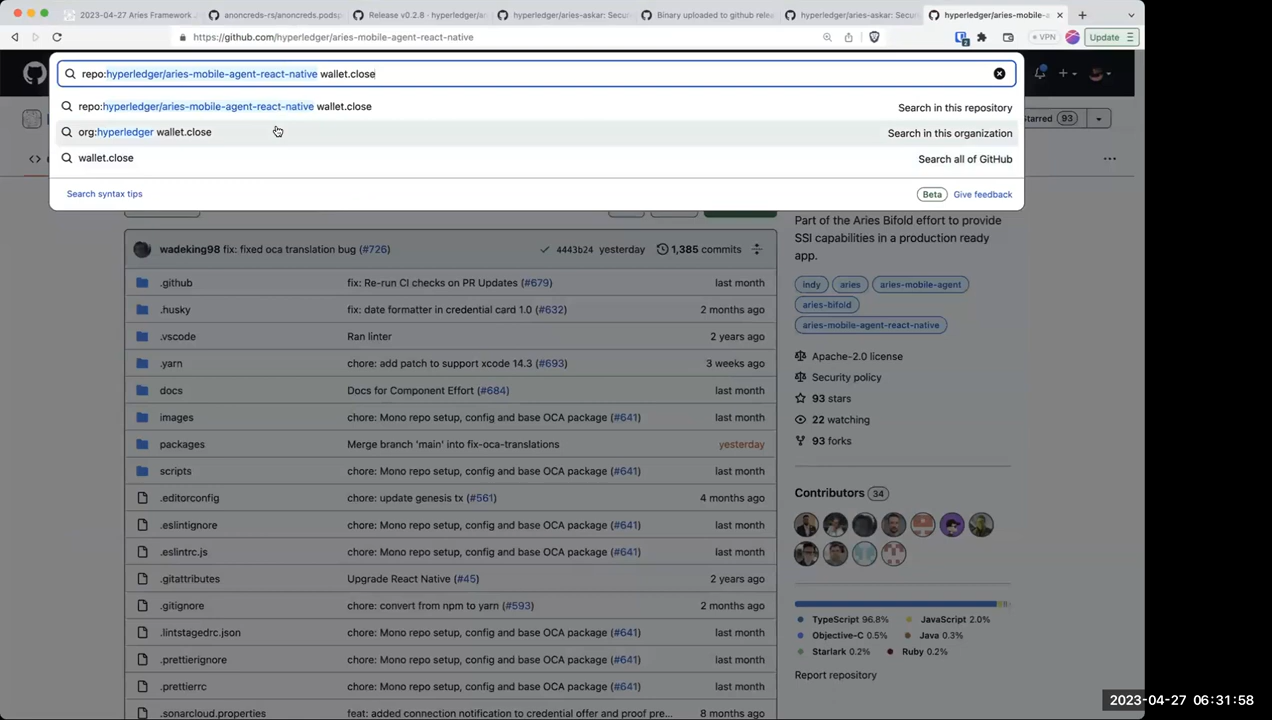 2023-04-27 Aries Framework
anoncreds-rs/anoncreds.podsp
Release v0.2.8 · hyperledger/
hyperledger/aries-askar: Secu
Binary uploaded to github rele
hyperledger/aries-askar: Secu
hyperledger/aries-mobile-a
https://github.com/hyperledger/aries-mobile-agent-react-native
2
VPN
Update
repo:hyperledger/aries-mobile-agent-react-native wallet.close
repo:hyperledger/aries-mobile-agent-react-native wallet.close Search in this repository
org:hyperledger wallet.close Search in this organization
wallet.close Search all of GitHub
Search syntax tips Beta Give feedback
Starred 93
wadeking98 fix: fixed oca translation bug (#726) 4443b24 yesterday 1,385 commits
.github fix: Re-run CI checks on PR Updates (#679) last month
.husky fix: date formatter in credential card 1.0 (#632) 2 months ago
.vscode Ran linter 2 years ago
.yarn chore: add patch to support xcode 14.3 (#693) 3 weeks ago
docs Docs for Component Effort (#684) last month
images chore: Mono repo setup, config and base OCA package (#641) last month
packages Merge branch 'main' into fix-oca-translations yesterday
scripts chore: Mono repo setup, config and base OCA package (#641) last month
.editorconfig chore: update genesis tx (#561) 4 months ago
.eslintignore chore: Mono repo setup, config and base OCA package (#641) last month
.eslintrc.js chore: Mono repo setup, config and base OCA package (#641) last month
.gitattributes Upgrade React Native (#45) 2 years ago
.gitignore chore: convert from npm to yarn (#593) 2 months ago
.lintstagedrc.json chore: Mono repo setup, config and base OCA package (#641) last month
.prettierignore chore: Mono repo setup, config and base OCA package (#641) last month
.prettierrc chore: Mono repo setup, config and base OCA package (#641) last month
.sonarcloud.properties feat: added connection notification to credential offer and proof pre... 8 months ago
Part of the Aries Bifold effort to provide
SSI capabilities in a production ready
app.
indy aries aries-mobile-agent
aries-bifold
aries-mobile-agent-react-native
Apache-2.0 license
Security policy
93 stars
22 watching
93 forks
Contributors 34
TypeScript 96.8% JavaScript 2.0%
Objective-C 0.5% Java 0.3%
Starlark 0.2% Ruby 0.2%
Report repository
2023-04-27 06:31:58